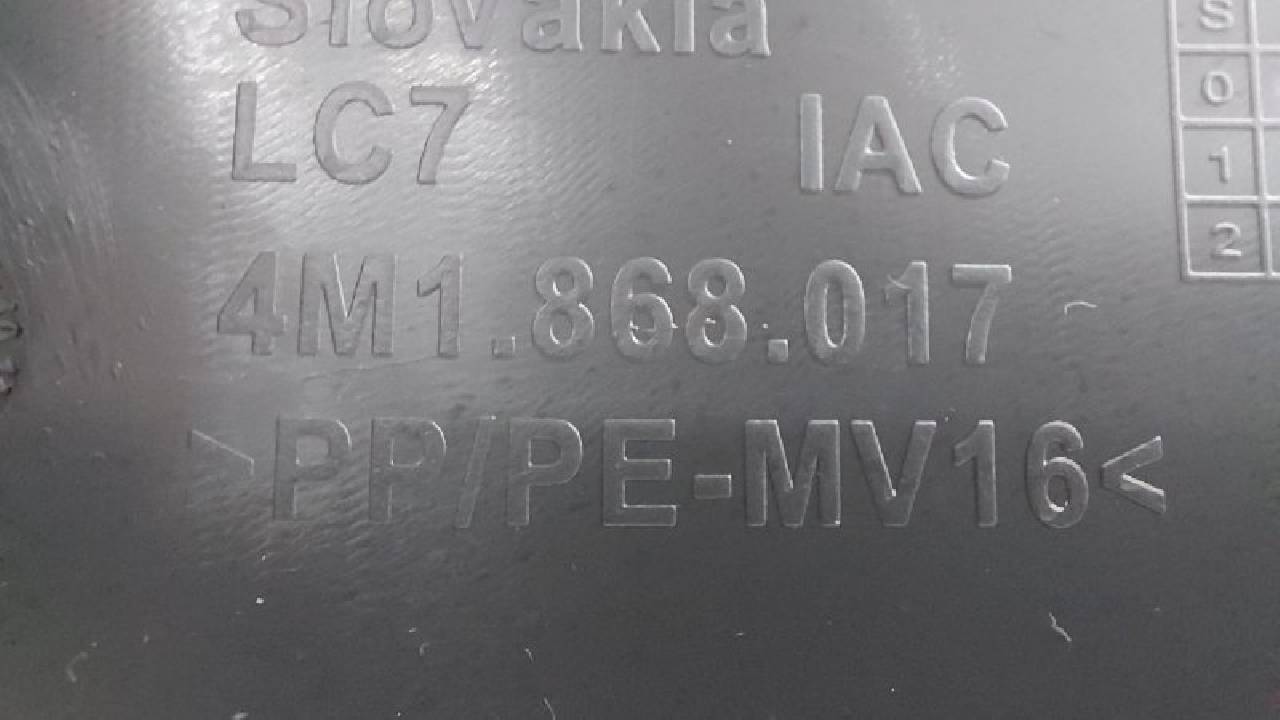 Slovakia
LC7 IAC
4M1.868.017
>PP/PE-MV16<
S
0
1
2